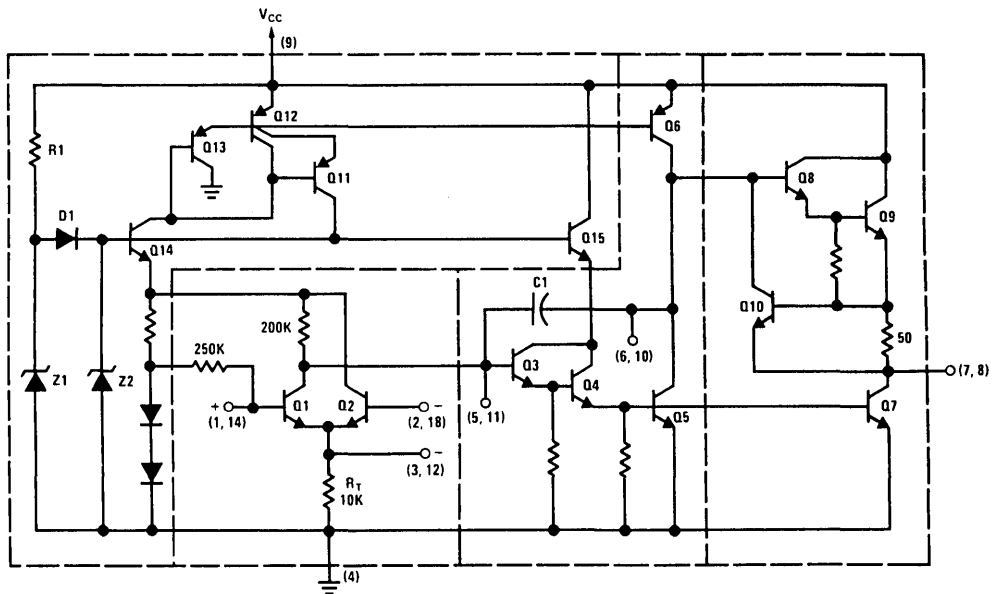 VCC
(9)
R1
Q12
Q13
Q11
Q6
Q8
D1
Q14
Q15
Q9
C1
Q10
200K
(6, 10)
50
250K
Q3
Q4
(7, 8)
Z1
Z2
+
Q1
Q2
−
(1, 14)
(2, 18)
(5, 11)
Q5
Q7
−
(3, 12)
RT
10K
(4)